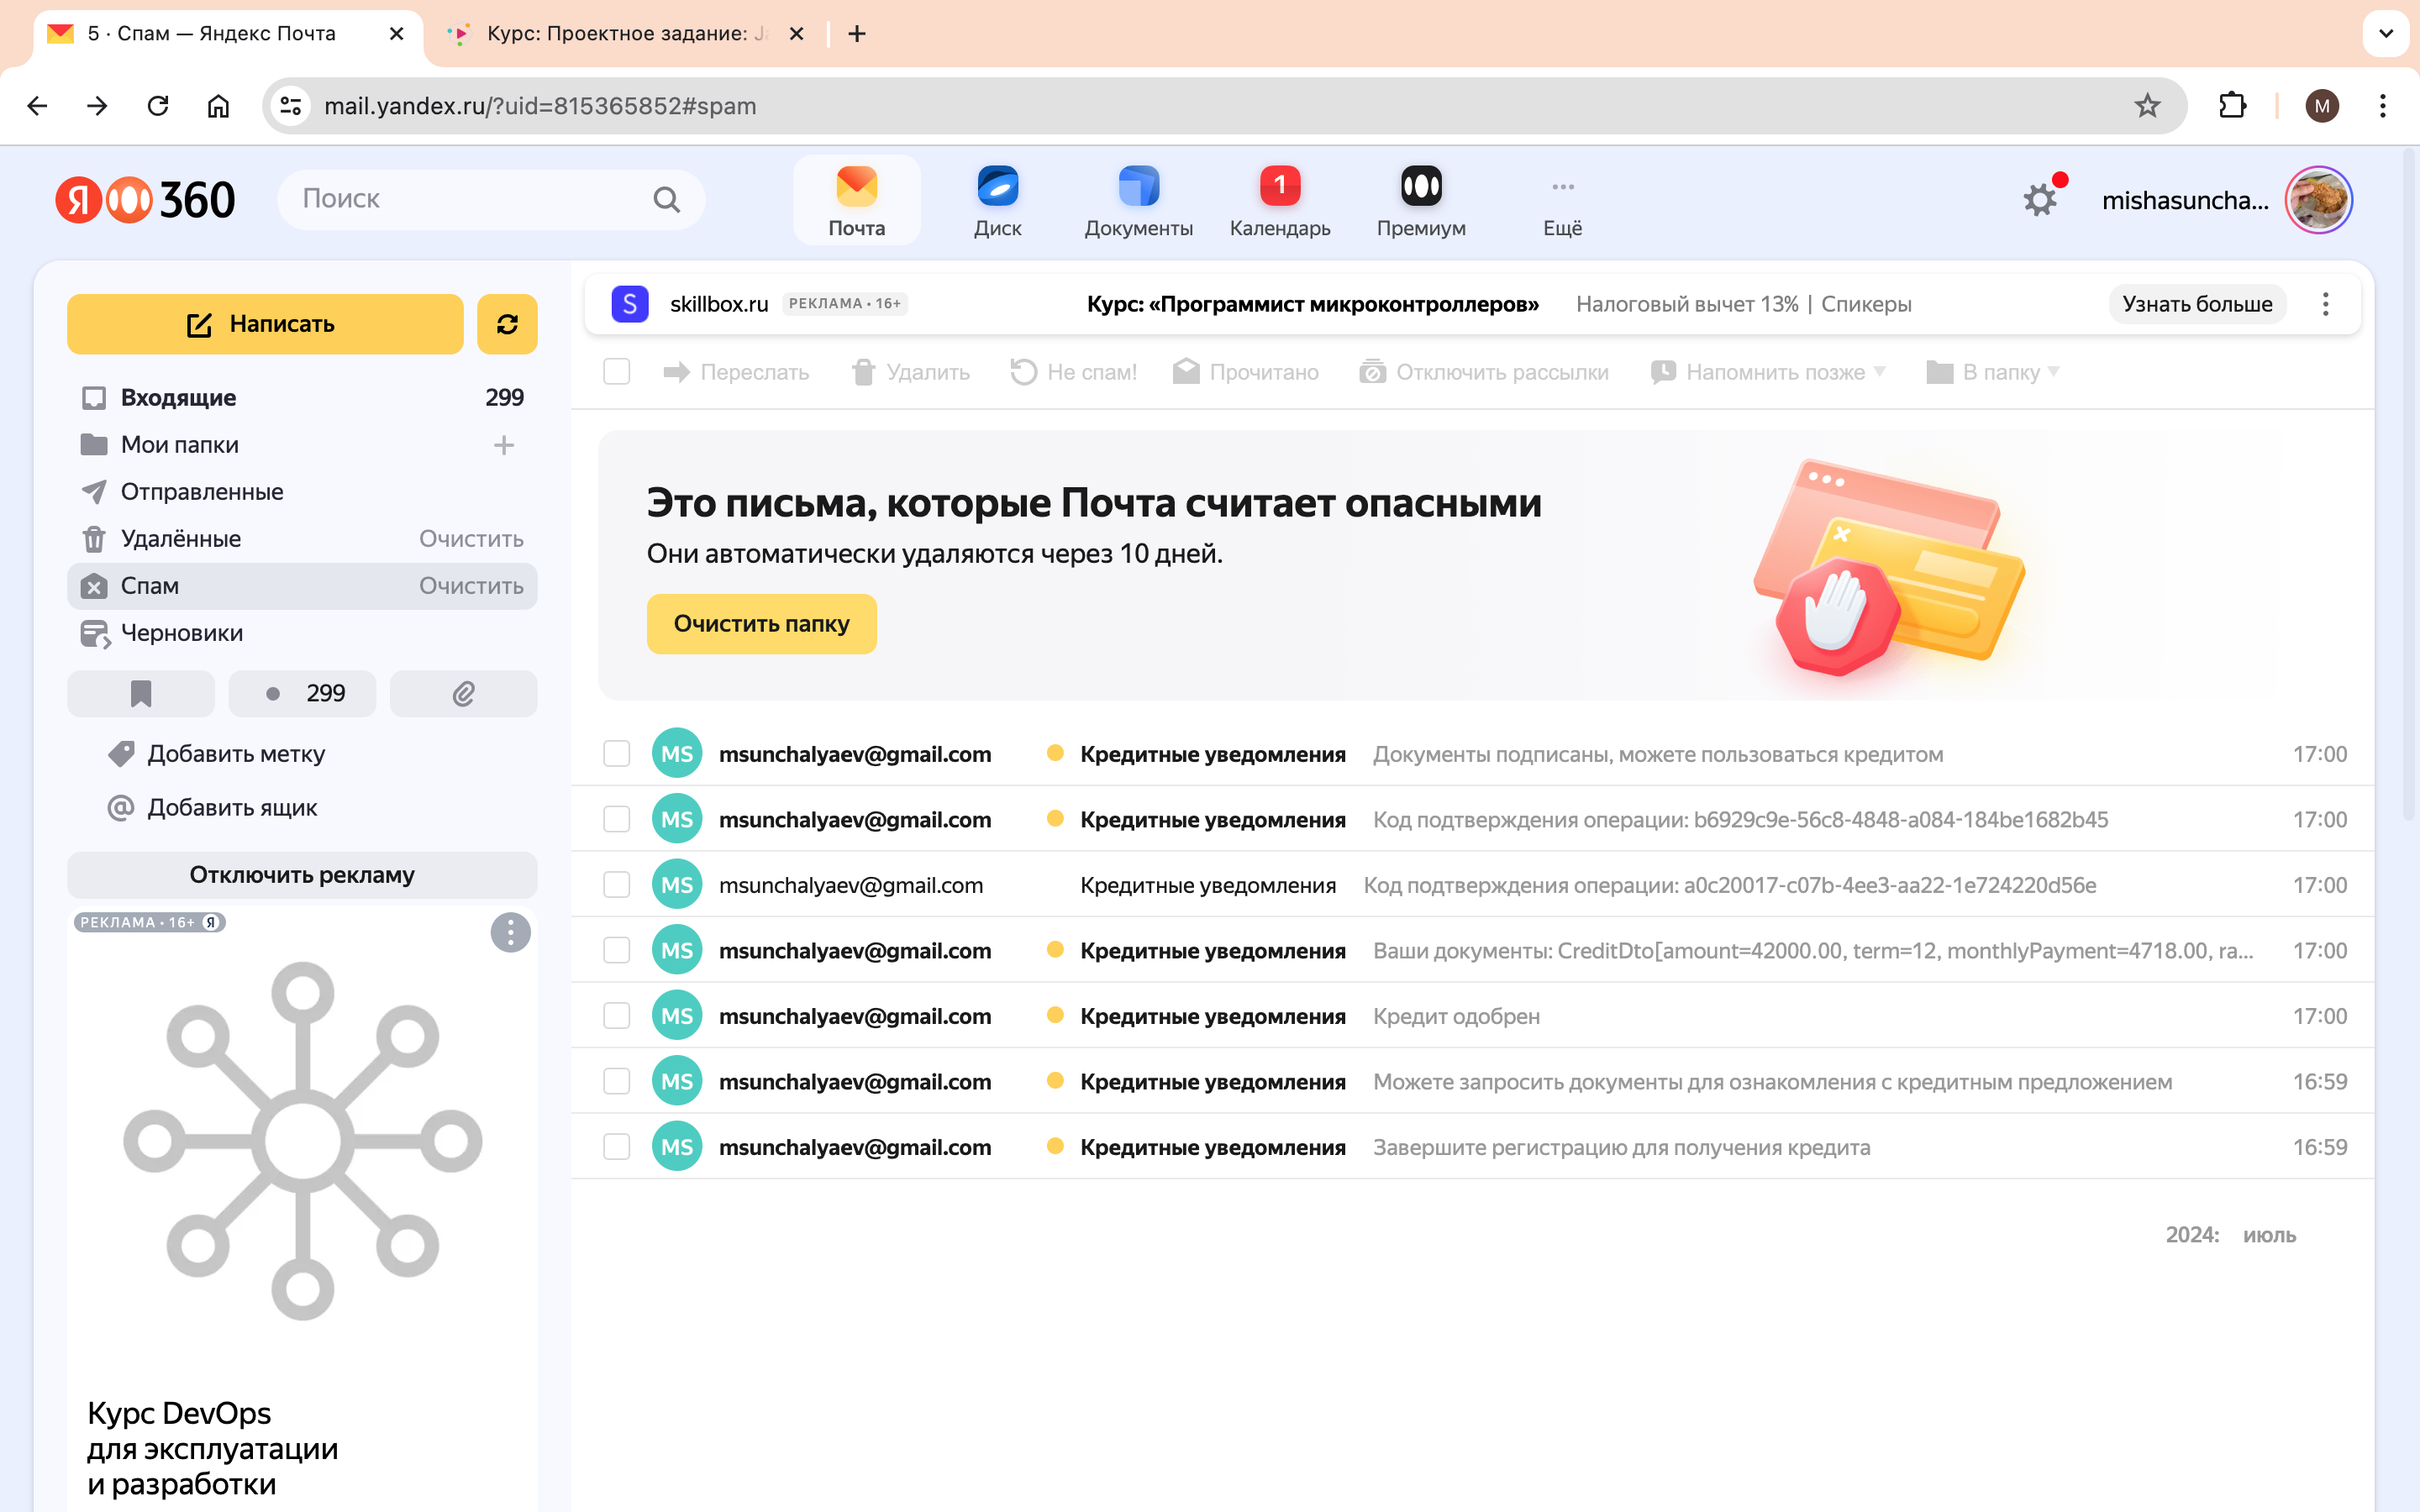 5 · Спам — Яндекс Почта
Курс: Проектное задание:
mail.yandex.ru/?uid=815365852#spam
M
Я 360
Поиск
Почта
Диск
Документы
1
Календарь
Премиум
Ещё
mishasuncha...
Написать
Входящие 299
Мои папки
Отправленные
Удалённые Очистить
Спам Очистить
Черновики
299
Добавить метку
Добавить ящик
Отключить рекламу
РЕКЛАМА • 16+ Я
Курс DevOps
для эксплуатации
и разработки
S skillbox.ru РЕКЛАМА • 16+ Курс: «Программист микроконтроллеров» Налоговый вычет 13% | Спикеры Узнать больше
Переслать Удалить Не спам! Прочитано Отключить рассылки Напомнить позже В папку
Это письма, которые Почта считает опасными
Они автоматически удаляются через 10 дней.
Очистить папку
MS msunchalyaev@gmail.com Кредитные уведомления Документы подписаны, можете пользоваться кредитом 17:00
MS msunchalyaev@gmail.com Кредитные уведомления Код подтверждения операции: b6929c9e-56c8-4848-a084-184be1682b45 17:00
MS msunchalyaev@gmail.com Кредитные уведомления Код подтверждения операции: a0c20017-c07b-4ee3-aa22-1e724220d56e 17:00
MS msunchalyaev@gmail.com Кредитные уведомления Ваши документы: CreditDto[amount=42000.00, term=12, monthlyPayment=4718.00, ra... 17:00
MS msunchalyaev@gmail.com Кредитные уведомления Кредит одобрен 17:00
MS msunchalyaev@gmail.com Кредитные уведомления Можете запросить документы для ознакомления с кредитным предложением 16:59
MS msunchalyaev@gmail.com Кредитные уведомления Завершите регистрацию для получения кредита 16:59
2024: июль